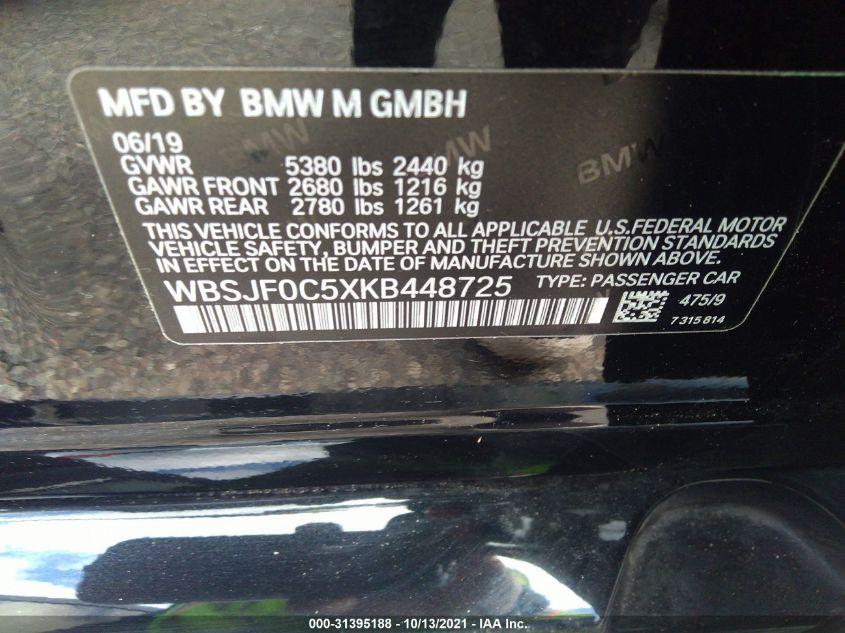 MFD BY BMW M GMBH
06/19
GVWR 5380 lbs 2440 kg
GAWR FRONT 2680 lbs 1216 kg
GAWR REAR 2780 lbs 1261 kg
THIS VEHICLE CONFORMS TO ALL APPLICABLE U.S.FEDERAL MOTOR
VEHICLE SAFETY, BUMPER AND THEFT PREVENTION STANDARDS
IN EFFECT ON THE DATE OF MANUFACTURE SHOWN ABOVE
WBSJF0C5XKB448725 TYPE: PASSENGER CAR
475/9
7 315 814
BMW
BMW
000-31395188 - 10/13/2021 - IAA Inc.